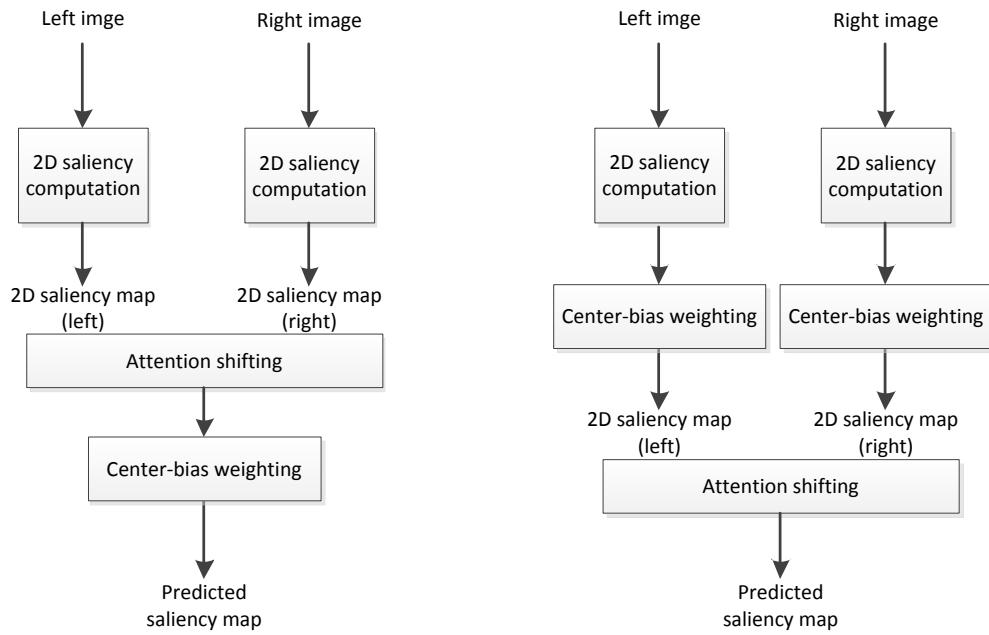 Left imge
Right image
2D saliency
computation
2D saliency
computation
2D saliency map
(left)
2D saliency map
(right)
Attention shifting
Center-bias weighting
Predicted
saliency map
Left imge
Right image
2D saliency
computation
2D saliency
computation
Center-bias weighting
Center-bias weighting
2D saliency map
(left)
2D saliency map
(right)
Attention shifting
Predicted
saliency map